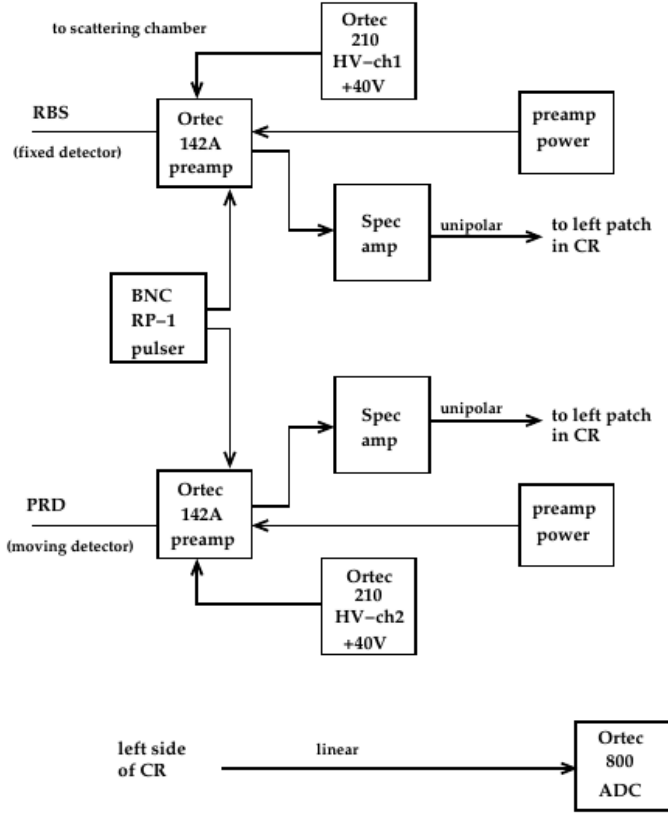 to scattering chamber
Ortec
210
HV−ch1
+40V
RBS
(fixed detector)
Ortec
142A
preamp
preamp
power
Spec
amp
unipolar
to left patch
in CR
BNC
RP−1
pulser
Spec
amp
unipolar
to left patch
in CR
PRD
(moving detector)
Ortec
142A
preamp
preamp
power
Ortec
210
HV−ch2
+40V
left side
of CR
linear
Ortec
800
ADC